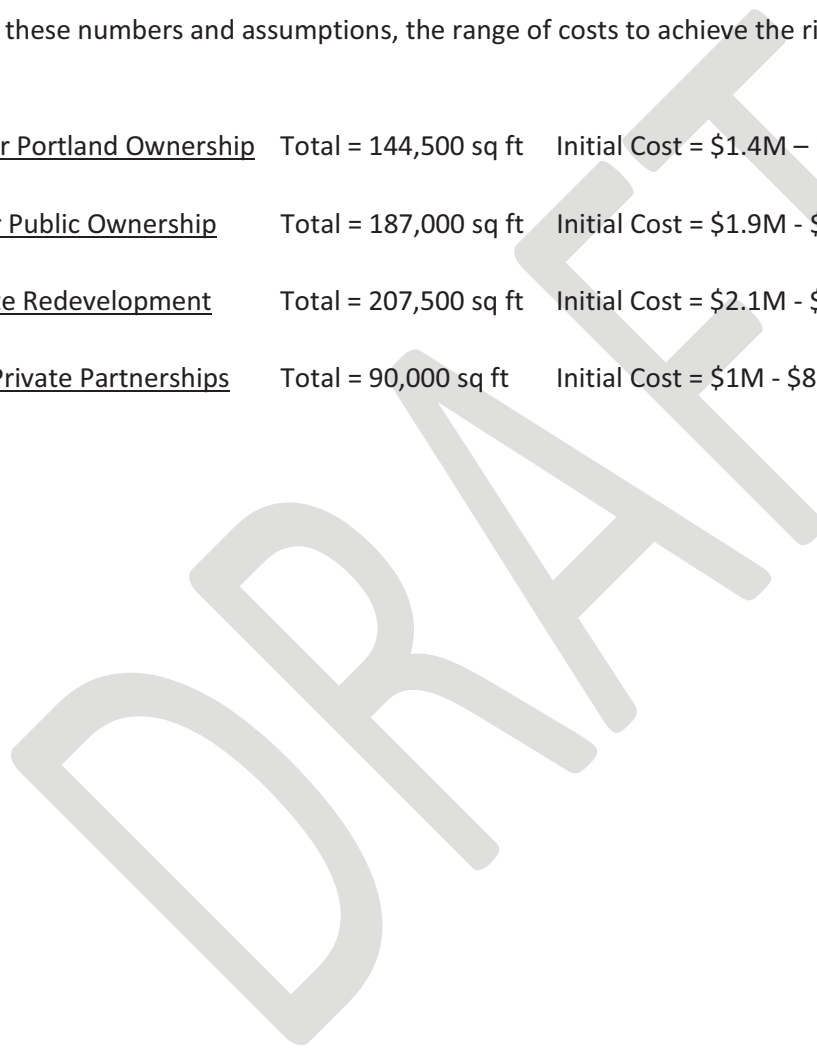 these numbers and assumptions, the range of costs to achieve the
r Portland Ownership Total = 144,500 sq ft Initial Cost = $1.4M –
Public Ownership Total = 187,000 sq ft Initial Cost = $1.9M - $
Redevelopment Total = 207,500 sq ft Initial Cost = $2.1M - $
Private Partnerships Total = 90,000 sq ft Initial Cost = $1M - $8
DRAFT